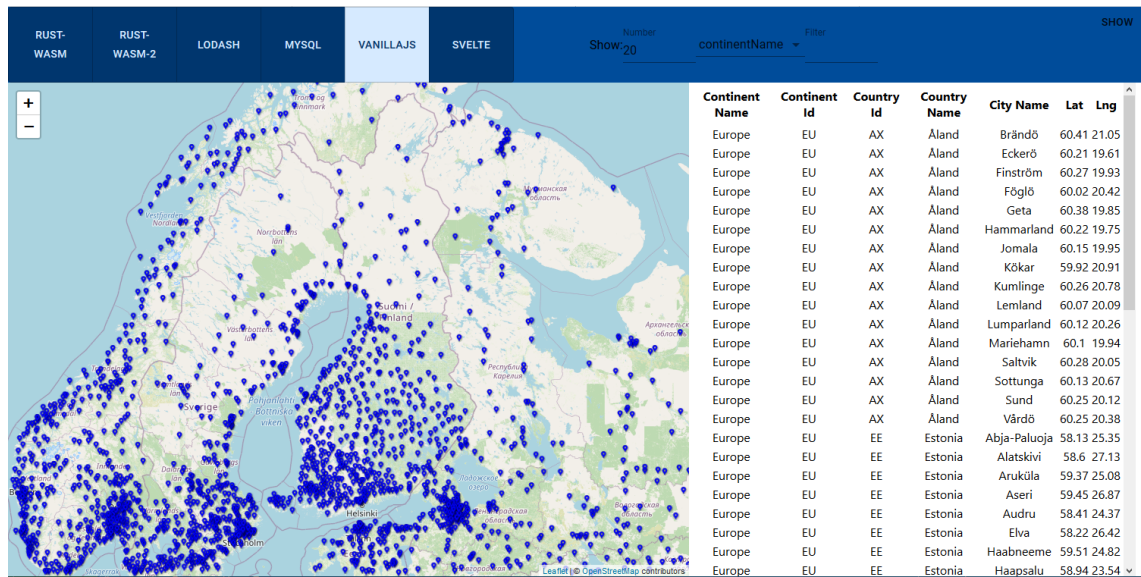 RUST-
WASM
RUST-
WASM-2
LODASH
MYSQL
VANILLAJS
SVELTE
Show:
Number
20
continentName
Filter
SHOW
+
−
Norrbottens
län
Suomi /
Finland
Мурманская
область
Västerbottens
län
Sverige
Pohjanlahti
Bottniska
viken
Helsinki
Skagerrak
Leaflet | © OpenStreetMap contributors
Continent Name Continent Id Country Id Country Name City Name Lat Lng
Europe EU AX Åland Brändö 60.41 21.05
Europe EU AX Åland Eckerö 60.21 19.61
Europe EU AX Åland Finström 60.27 19.93
Europe EU AX Åland Föglö 60.02 20.42
Europe EU AX Åland Geta 60.38 19.85
Europe EU AX Åland Hammarland 60.22 19.75
Europe EU AX Åland Jomala 60.15 19.95
Europe EU AX Åland Kökar 59.92 20.91
Europe EU AX Åland Kumlinge 60.26 20.78
Europe EU AX Åland Lemland 60.07 20.09
Europe EU AX Åland Lumparland 60.12 20.26
Europe EU AX Åland Mariehamn 60.1 19.94
Europe EU AX Åland Saltvik 60.28 20.05
Europe EU AX Åland Sottunga 60.13 20.67
Europe EU AX Åland Sund 60.25 20.12
Europe EU AX Åland Vårdö 60.25 20.38
Europe EU EE Estonia Abja-Paluoja 58.13 25.35
Europe EU EE Estonia Alatskivi 58.6 27.13
Europe EU EE Estonia Aruküla 59.37 25.08
Europe EU EE Estonia Aseri 59.45 26.87
Europe EU EE Estonia Audru 58.41 24.37
Europe EU EE Estonia Elva 58.22 26.42
Europe EU EE Estonia Haabneeme 59.51 24.82
Europe EU EE Estonia Haapsalu 58.94 23.54